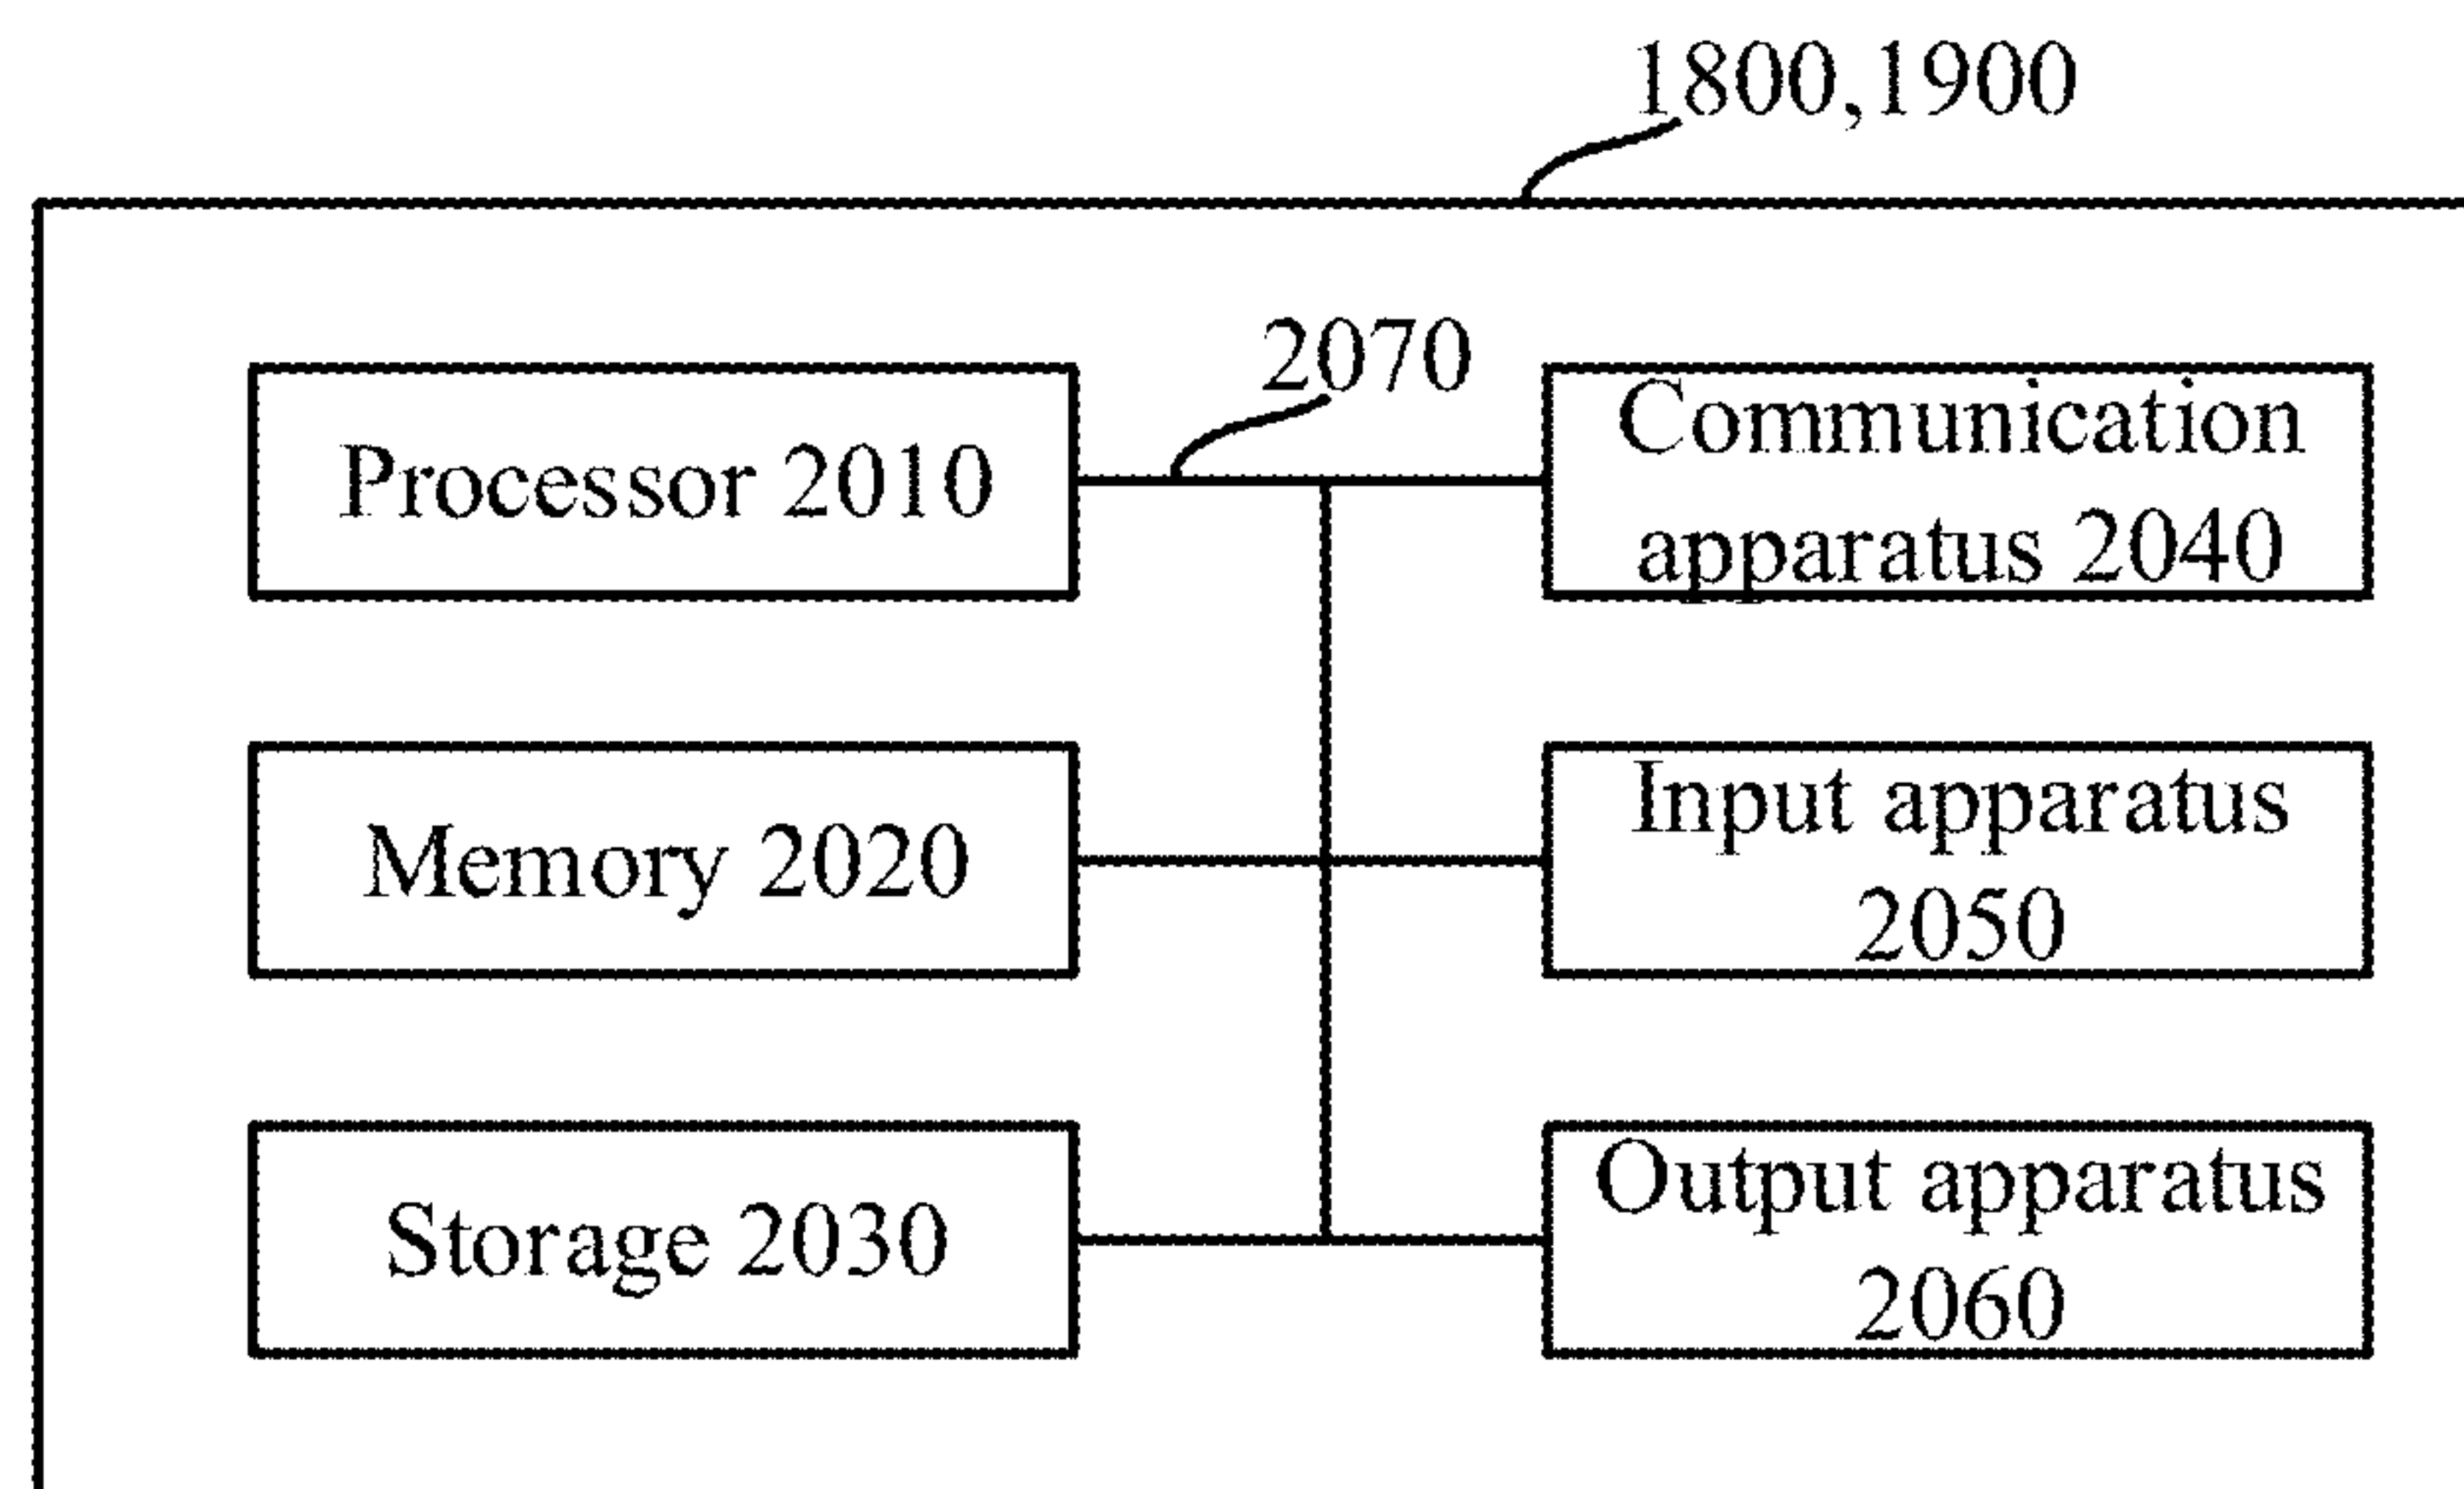 1800,1900
2070
Processor 2010
Communication
apparatus 2040
Memory 2020
Input apparatus
2050
Storage 2030
Output apparatus
2060